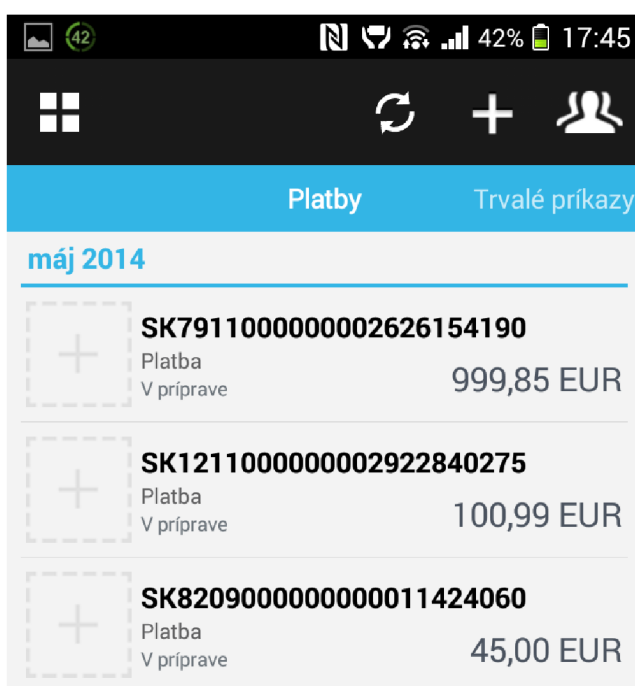 42
42% 17:45
Platby Trvalé príkazy
máj 2014
SK7911000000002626154190
Platba
V príprave
999,85 EUR
SK1211000000002922840275
Platba
V príprave
100,99 EUR
SK8209000000000011424060
Platba
V príprave
45,00 EUR